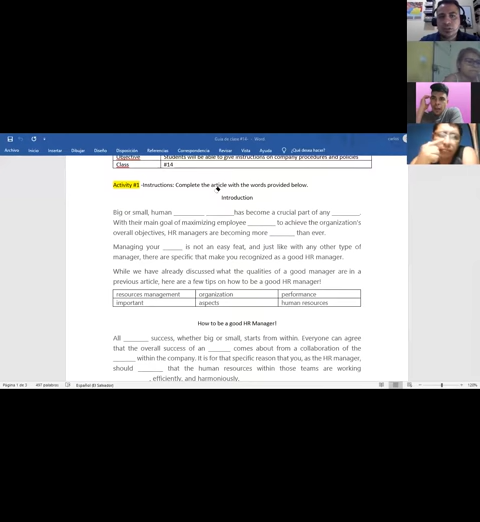 Guia de clase #14 - Word
Archivo Inicio Insertar Dibujar Diseño Disposición Referencias Correspondencia Revisar Vista Ayuda ¿Qué desea hacer?
Objective Students will be able to give instructions on company procedures and policies
Class #14
Activity #1 -Instructions: Complete the article with the words provided below.
Introduction
Big or small, human ________ ________has become a crucial part of any ________.
With their main goal of maximizing employee ________ to achieve the organization's
overall objectives, HR managers are becoming more _______ than ever.
Managing your ______ is not an easy feat, and just like with any other type of
manager, there are specific that make you recognized as a good HR manager.
While we have already discussed what the qualities of a good manager are in a
previous article, here are a few tips on how to be a good HR manager!
resources management organization performance
important aspects human resources
How to be a good HR Manager!
All _______ success, whether big or small, starts from within. Everyone can agree
that the overall success of an ______ comes about from a collaboration of the
______ within the company. It is for that specific reason that you, as the HR manager,
should _______ that the human resources within those teams are working
________, efficiently, and harmoniously.
Página 1 de 3 497 palabras Español (El Salvador) 120%